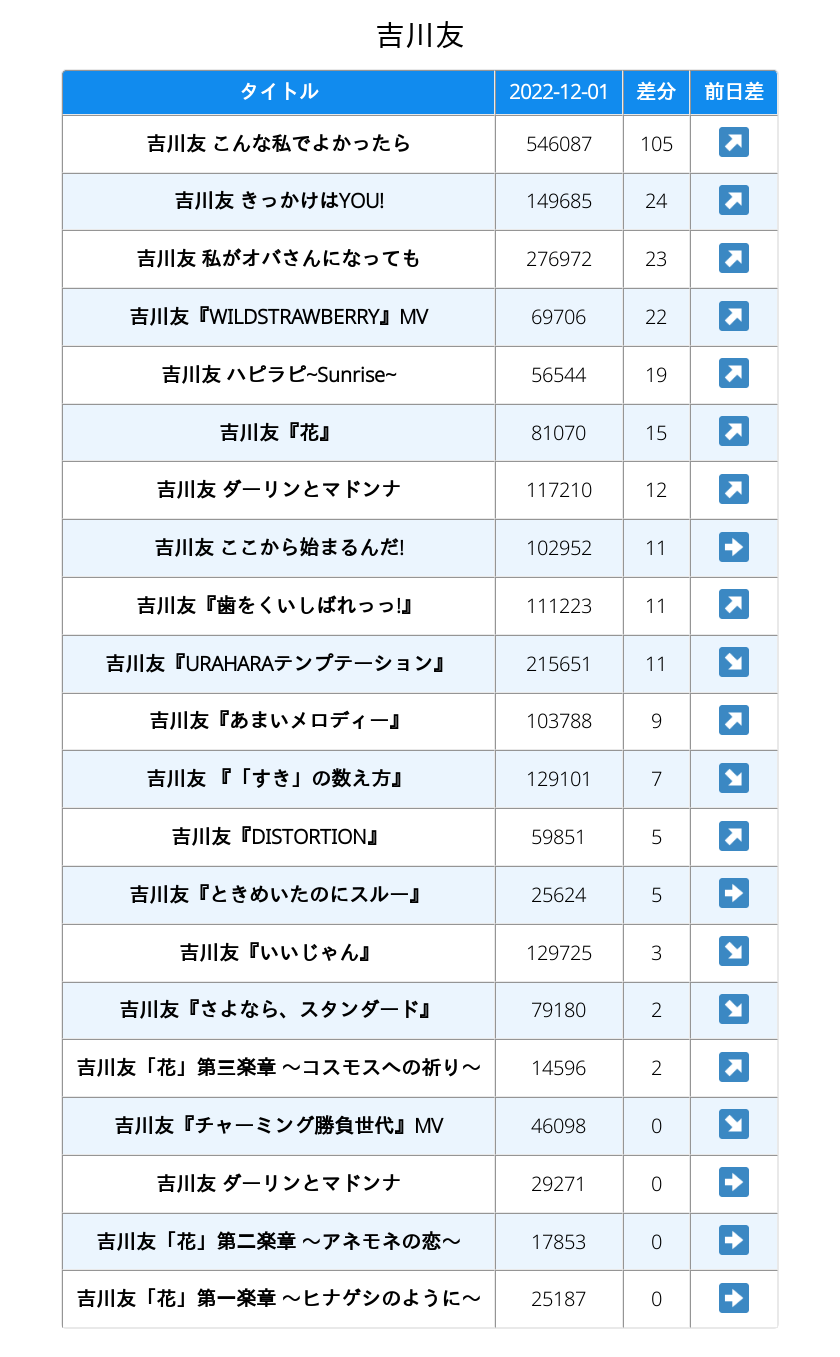 吉川友
タイトル 2022-12-01 差分 前日差
吉川友 こんな私でよかったら 546087 105 ↗
吉川友 きっかけはYOU! 149685 24 ↗
吉川友 私がオバさんになっても 276972 23 ↗
吉川友『WILDSTRAWBERRY』MV 69706 22 ↗
吉川友 ハピラピ~Sunrise~ 56544 19 ↗
吉川友『花』 81070 15 ↗
吉川友 ダーリンとマドンナ 117210 12 ↗
吉川友 ここから始まるんだ! 102952 11 ➡
吉川友『歯をくいしばれっっ!』 111223 11 ↗
吉川友『URAHARAテンプテーション』 215651 11 ↘
吉川友『あまいメロディー』 103788 9 ↗
吉川友 『「すき」の数え方』 129101 7 ↘
吉川友『DISTORTION』 59851 5 ↗
吉川友『ときめいたのにスルー』 25624 5 ➡
吉川友『いいじゃん』 129725 3 ↘
吉川友『さよなら、スタンダード』 79180 2 ↘
吉川友「花」第三楽章 〜コスモスへの祈り〜 14596 2 ↗
吉川友『チャーミング勝負世代』MV 46098 0 ↘
吉川友 ダーリンとマドンナ 29271 0 ➡
吉川友「花」第二楽章 〜アネモネの恋〜 17853 0 ➡
吉川友「花」第一楽章 〜ヒナゲシのように〜 25187 0 ➡